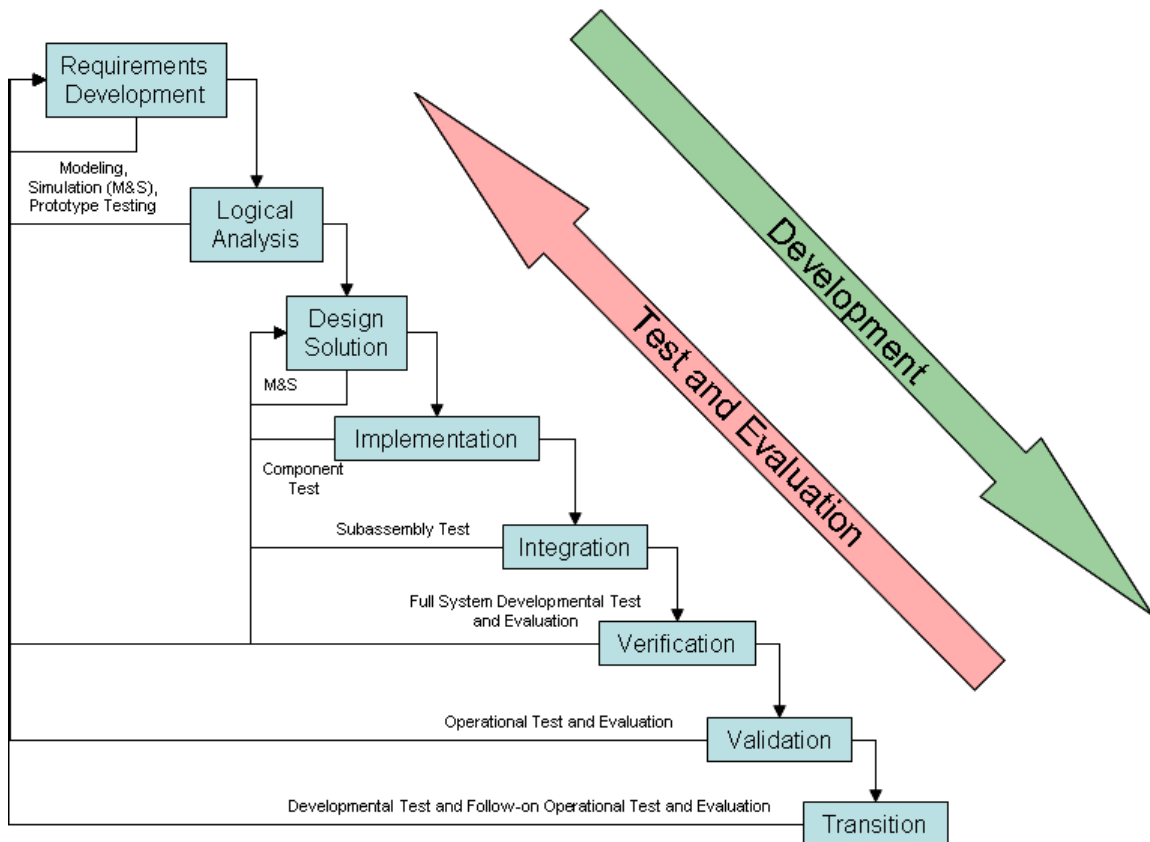 Requirements
Development
Modeling,
Simulation (M&S),
Prototype Testing
Logical
Analysis
Design
Solution
M&S
Implementation
Component
Test
Subassembly Test
Integration
Full System Developmental Test
and Evaluation
Verification
Operational Test and Evaluation
Validation
Developmental Test and Follow-on Operational Test and Evaluation
Transition
Test and Evaluation
Development